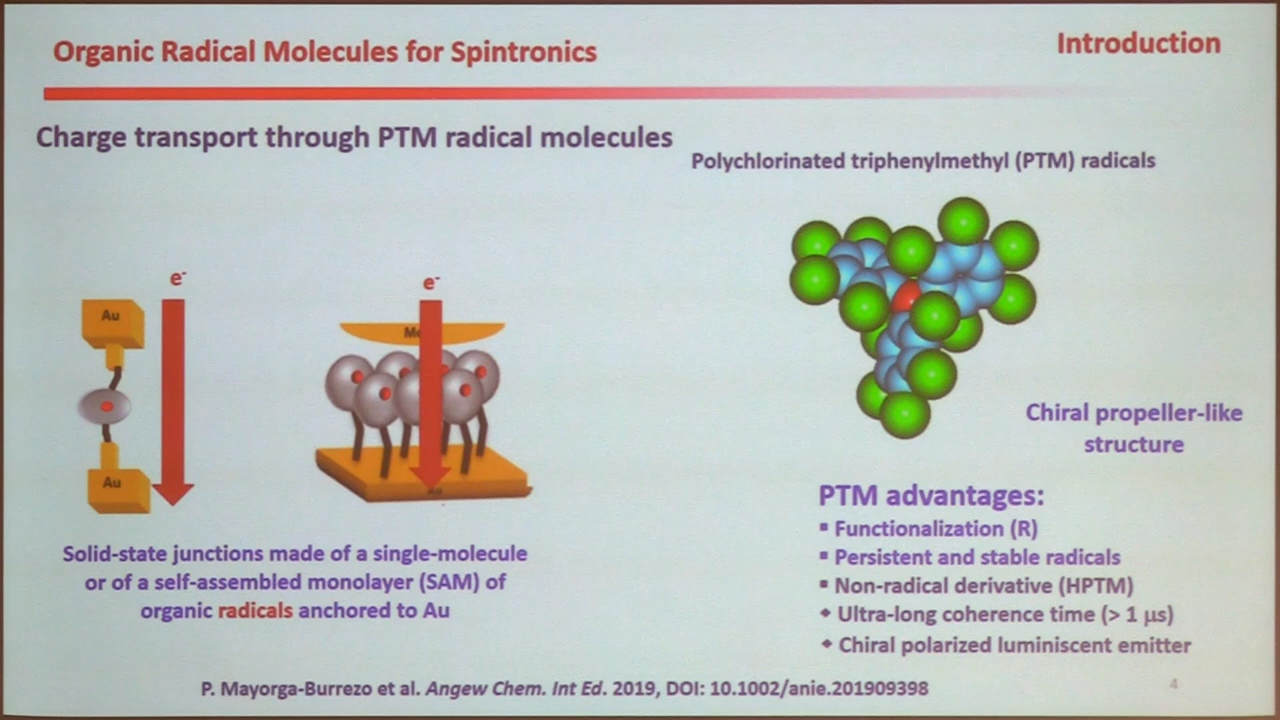 Organic Radical Molecules for Spintronics
Introduction
Charge transport through PTM radical molecules
Polychlorinated triphenylmethyl (PTM) radicals
e-
e-
Au
Me
Au
Au
Chiral propeller-like
structure
Solid-state junctions made of a single-molecule
or of a self-assembled monolayer (SAM) of
organic radicals anchored to Au
PTM advantages:
▪ Functionalization (R)
▪ Persistent and stable radicals
▪ Non-radical derivative (HPTM)
◆ Ultra-long coherence time (> 1 µs)
◆ Chiral polarized luminiscent emitter
P. Mayorga-Burrezo et al. Angew Chem. Int Ed. 2019, DOI: 10.1002/anie.201909398
4